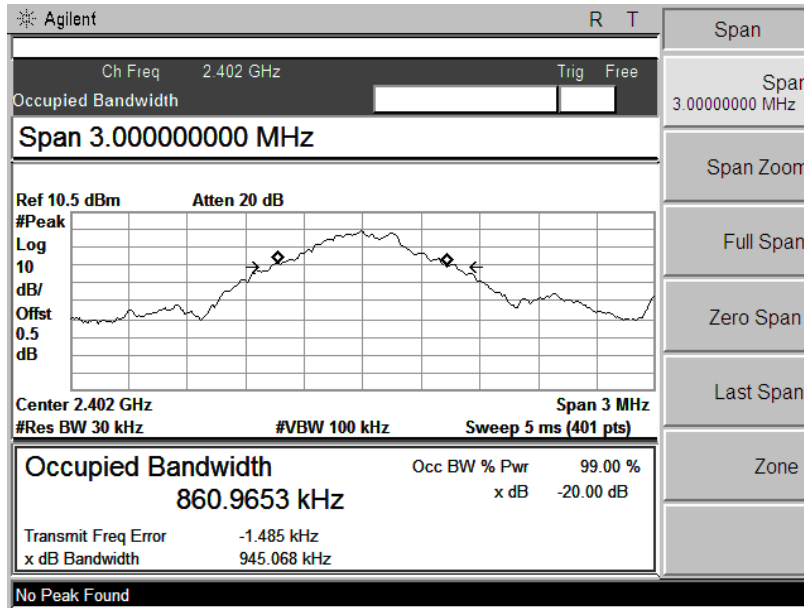 Agilent
R T
Span
Ch Freq 2.402 GHz Trig Free
Occupied Bandwidth
Span
3.00000000 MHz
Span 3.000000000 MHz
Span Zoom
Ref 10.5 dBm Atten 20 dB
#Peak
Log
10
dB/
Offst
0.5
dB
Full Span
Zero Span
Last Span
Center 2.402 GHz Span 3 MHz
#Res BW 30 kHz #VBW 100 kHz Sweep 5 ms (401 pts)
Occupied Bandwidth Occ BW % Pwr 99.00 %
860.9653 kHz x dB -20.00 dB
Zone
Transmit Freq Error -1.485 kHz
x dB Bandwidth 945.068 kHz
No Peak Found